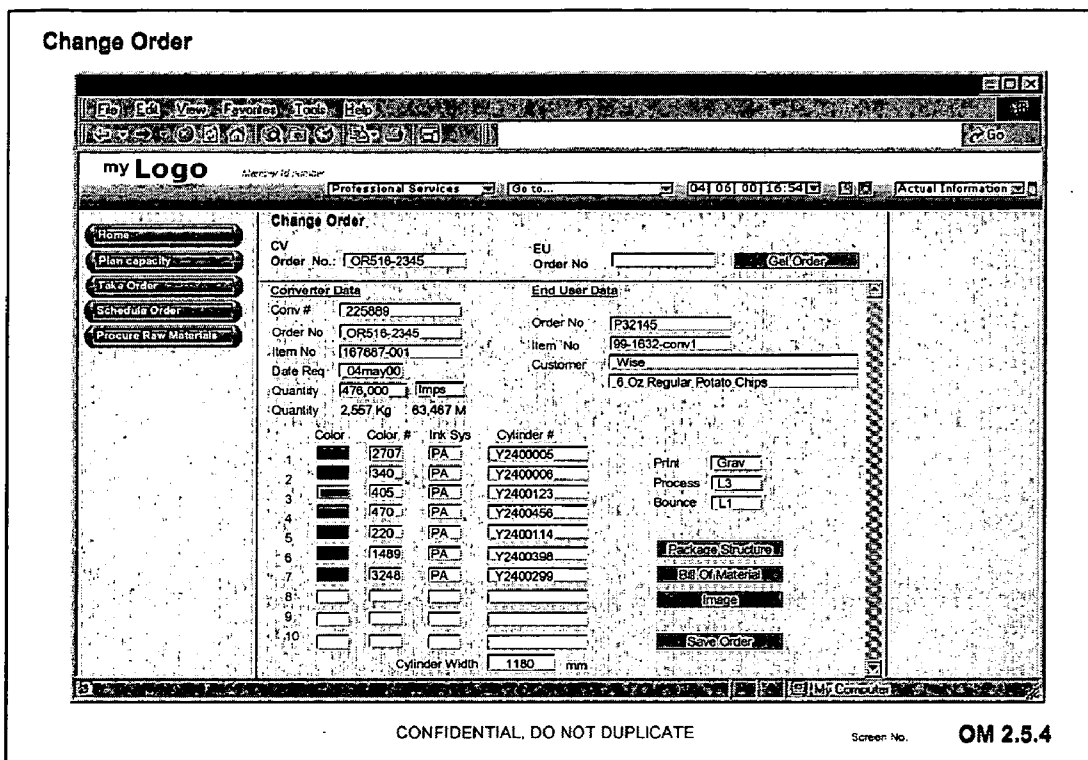 Change Order
File Edit View Favorites Tools Help
Go
my Logo Member Id number
Professional Services Go to... 04 06 00 16:54 Actual Information
Home
Plan capacity
Take Order
Schedule Order
Procure Raw Materials
Change Order
CV
Order No.: OR516-2345
EU
Order No
Get Order
Converter Data
Conv # 225889
Order No OR516-2345
Item No 167887-001
Date Req 04may00
Quantity 476,000 Imps
Quantity 2,557 Kg 63,467 M
End User Data
Order No P32145
Item No 99-1632-conv1
Customer Wise
6 Oz Regular Potato Chips
Color Color # Ink Sys Cylinder #
1 2707 PA Y2400005
2 340 PA Y2400006
3 405 PA Y2400123
4 470 PA Y2400456
5 220 PA Y2400114
6 1489 PA Y2400398
7 3248 PA Y2400299
8
9
10
Cylinder Width 1180 mm
Print Grav
Process L3
Bounce L1
Package Structure
Bill Of Material
Image
Save Order
My Computer
CONFIDENTIAL, DO NOT DUPLICATE
Screen No. OM 2.5.4